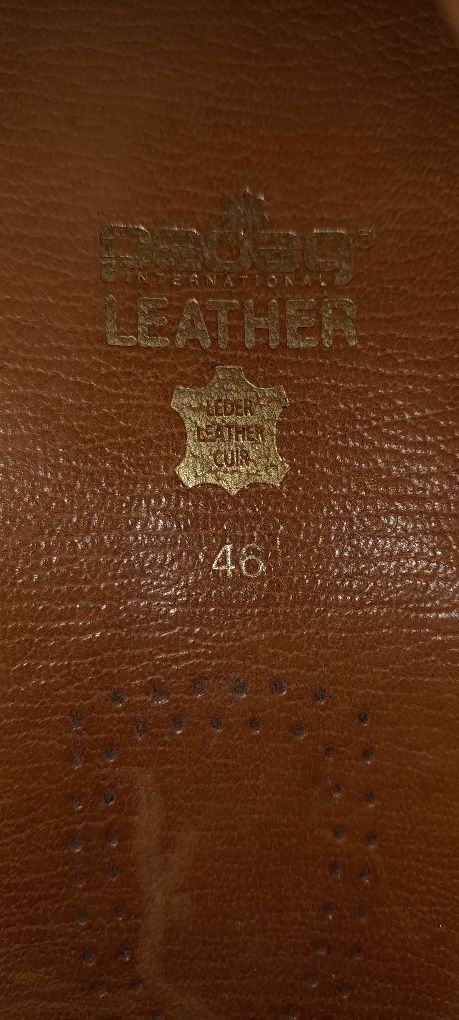 pedag®
INTERNATIONAL
LEATHER
LEDER
LEATHER
CUIR
46